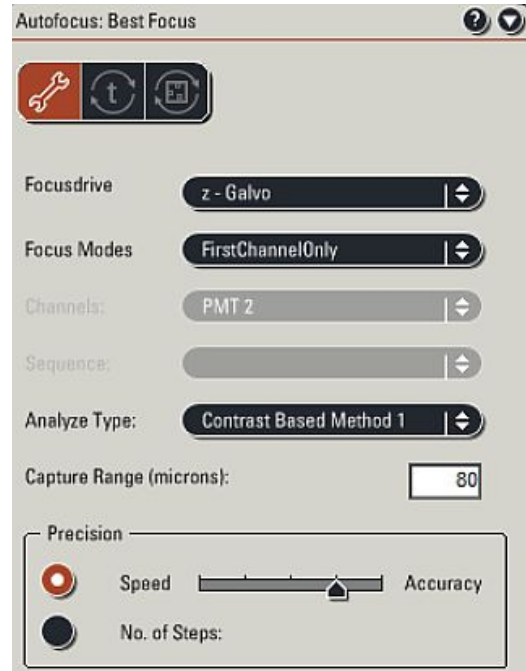 Autofocus: Best Focus
?
t
Focusdrive z - Galvo
Focus Modes FirstChannelOnly
Channels: PMT 2
Sequence:
Analyze Type: Contrast Based Method 1
Capture Range (microns): 80
Precision
Speed Accuracy
No. of Steps: